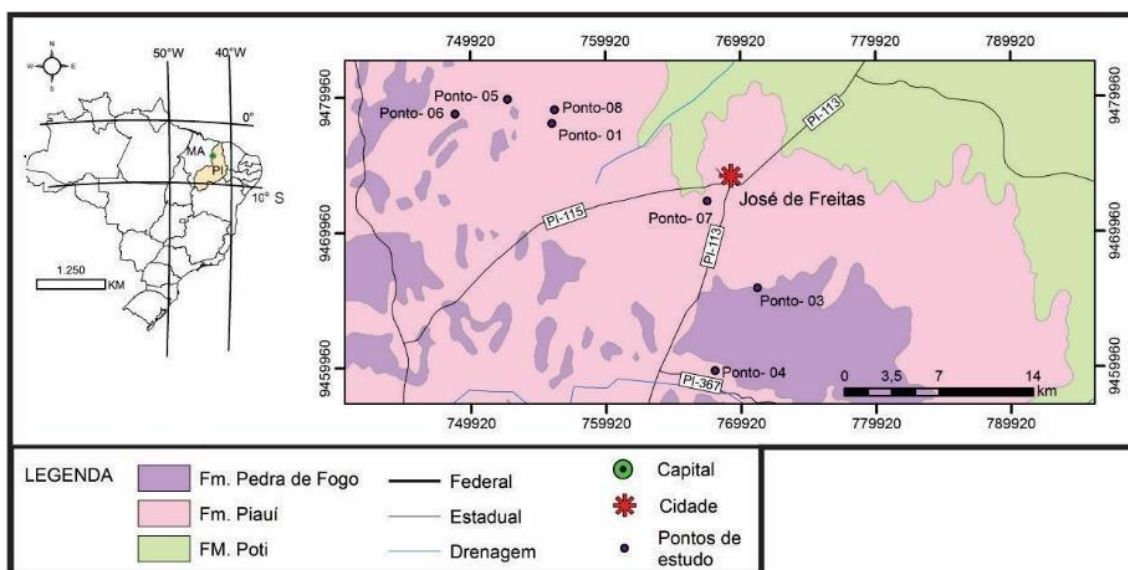 50°W 40°W
N
W E
S
0°
MA
PI
10° S
1.250
KM
749920 759920 769920 779920 789920
9479960 9479960
9469960 9469960
9459960 9459960
Ponto- 05
Ponto-08
Ponto- 06
Ponto- 01
PI-113
José de Freitas
Ponto- 07
PI-115
PI-113
Ponto- 03
Ponto- 04
PI-367
0 3,5 7 14
km
749920 759920 769920 779920 789920
LEGENDA
Fm. Pedra de Fogo
Fm. Piauí
FM. Poti
Federal
Estadual
Drenagem
Capital
Cidade
Pontos de
estudo